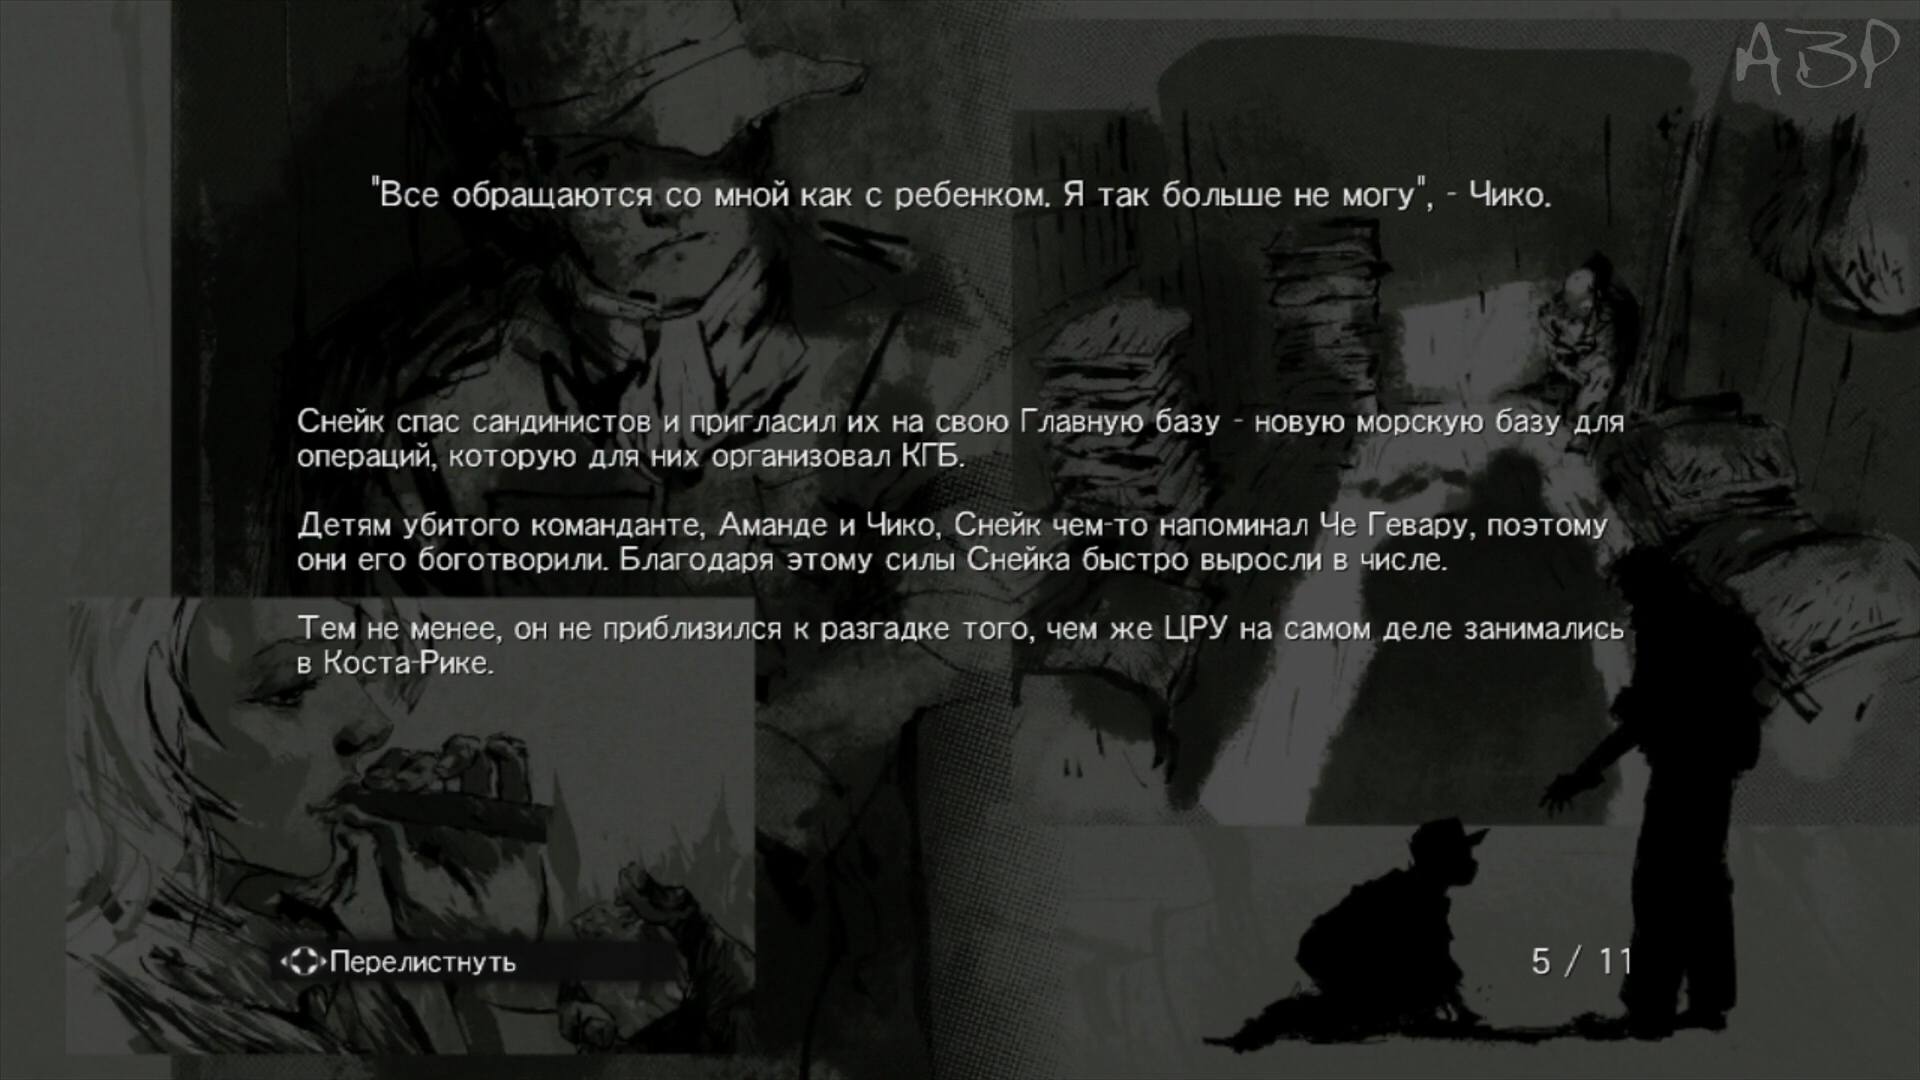 АВР
"Все обращаются со мной как с ребенком. Я так больше не могу", - Чико.
Снейк спас сандинистов и пригласил их на свою Главную базу - новую морскую базу для
операций, которую для них организовал КГБ.
Детям убитого команданте, Аманде и Чико, Снейк чем-то напоминал Че Гевару, поэтому
они его боготворили. Благодаря этому силы Снейка быстро выросли в числе.
Тем не менее, он не приблизился к разгадке того, чем же ЦРУ на самом деле занимались
в Коста-Рике.
Перелистнуть
5 / 11